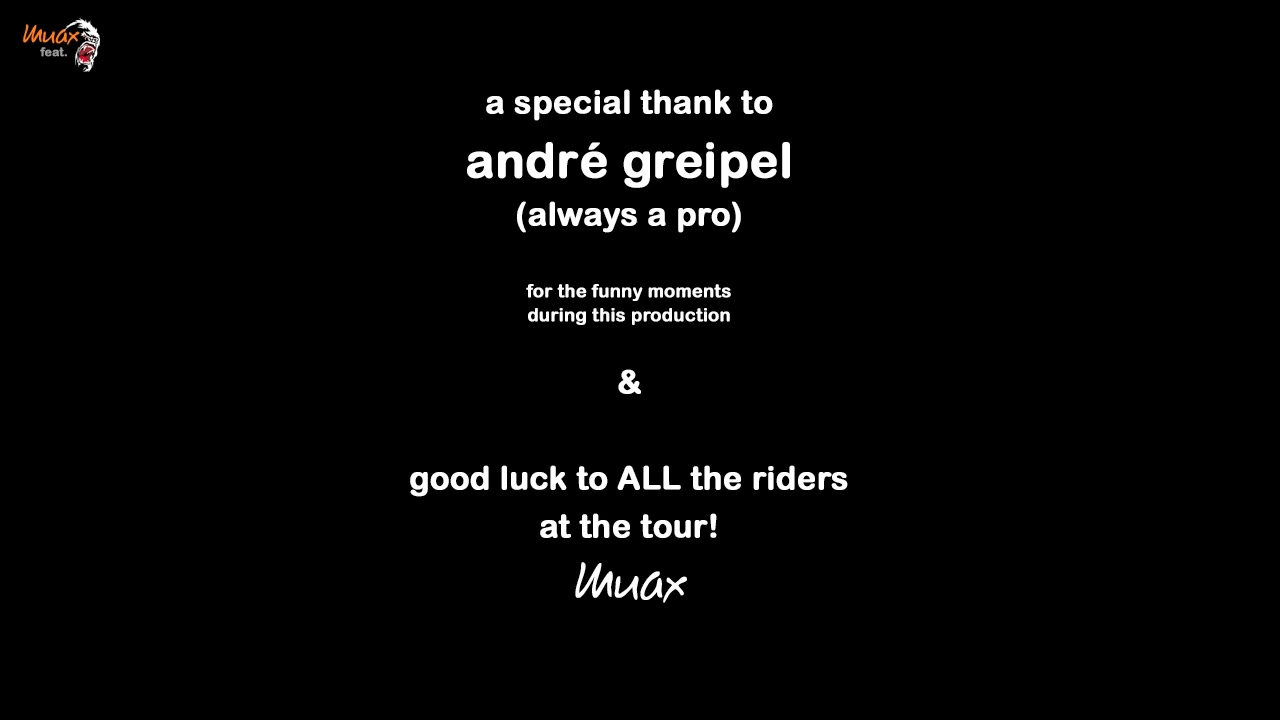 Muax
feat.
a special thank to
andré greipel
(always a pro)
for the funny moments
during this production
&
good luck to ALL the riders
at the tour!
Muax